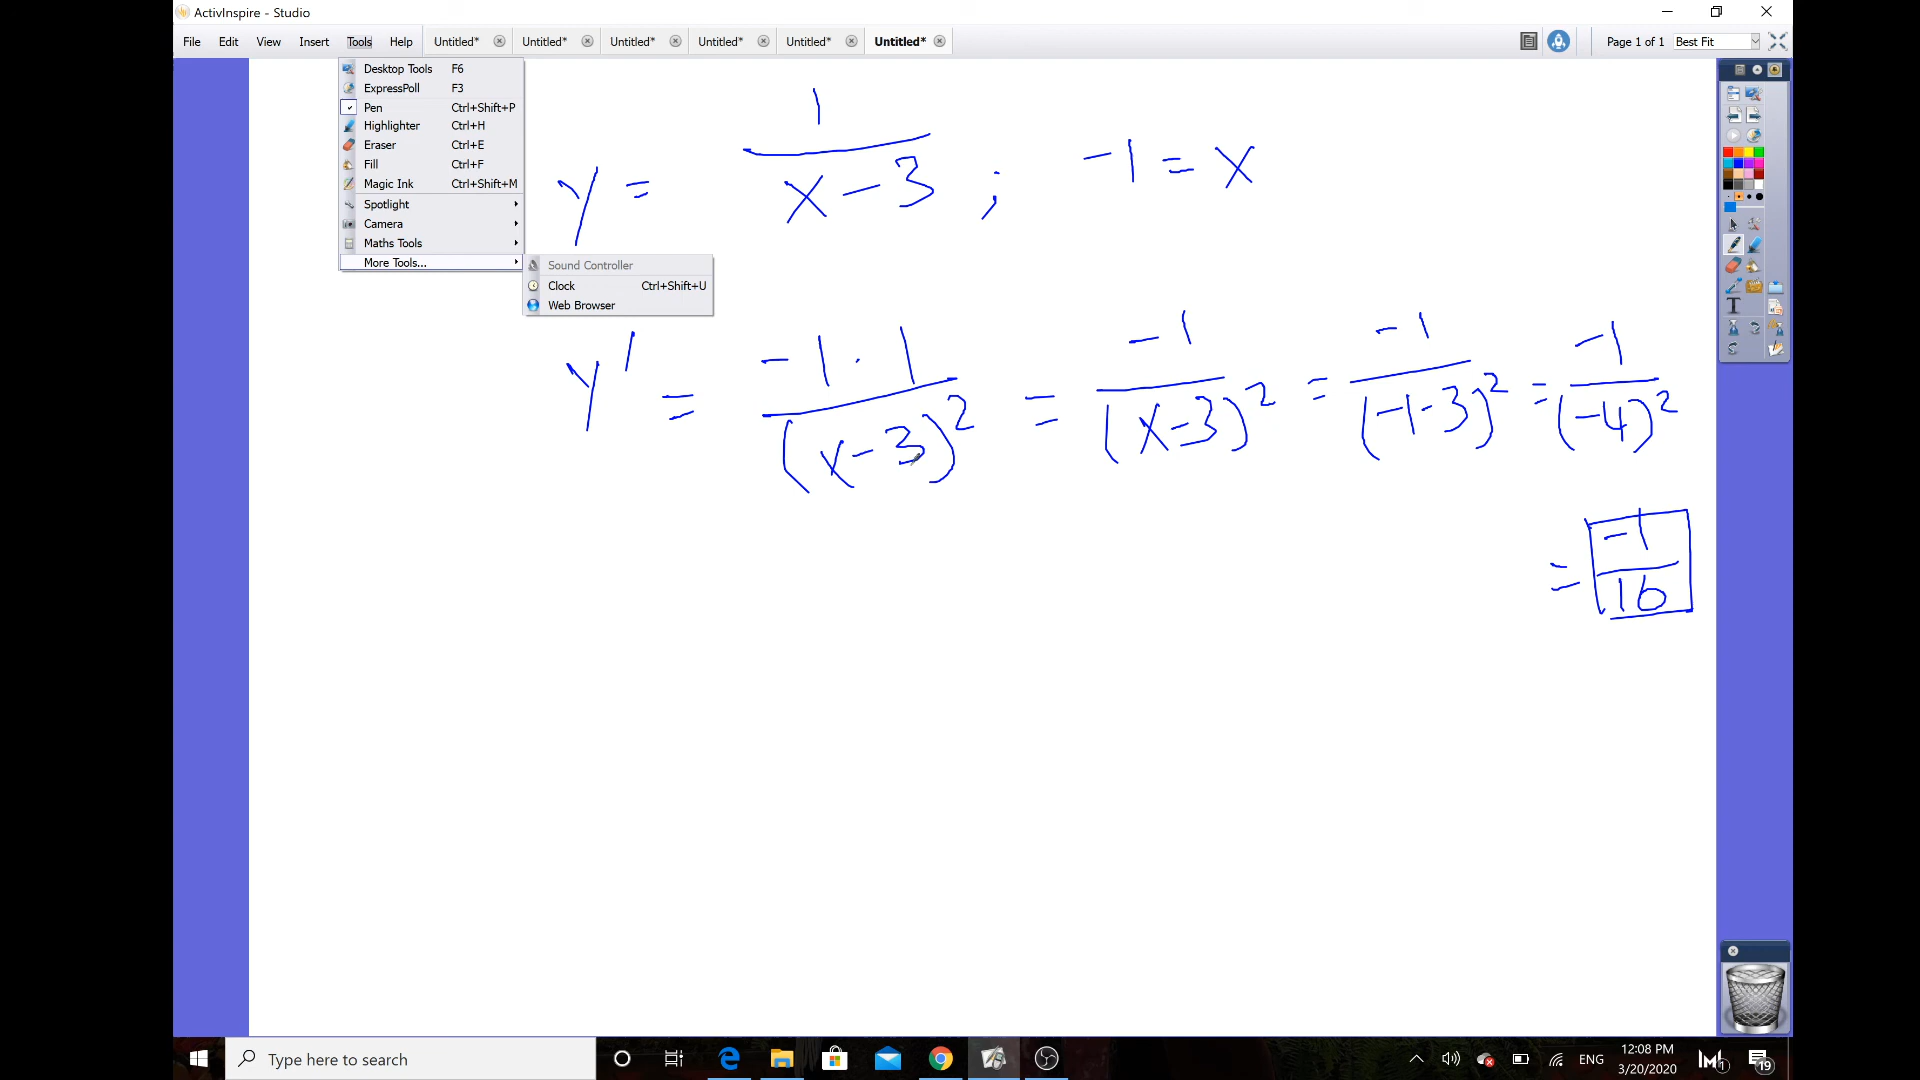 ActivInspire - Studio
File Edit View Insert Tools Help Untitled* Untitled* Untitled* Untitled* Untitled* Untitled* Page 1 of 1 Best Fit
Desktop Tools F6
ExpressPoll F3
Pen Ctrl+Shift+P
Highlighter Ctrl+H
Eraser Ctrl+E
Fill Ctrl+F
Magic Ink Ctrl+Shift+M
Spotlight
Camera
Maths Tools
More Tools...
Sound Controller
Clock Ctrl+Shift+U
Web Browser
y = 1/(x-3) ; -1 = x
y' = (-1·1)/(x-3)² = -1/(x-3)² = -1/(-1-3)² = -1/(-4)²
= -1/16
Type here to search
ENG
12:08 PM
3/20/2020
19